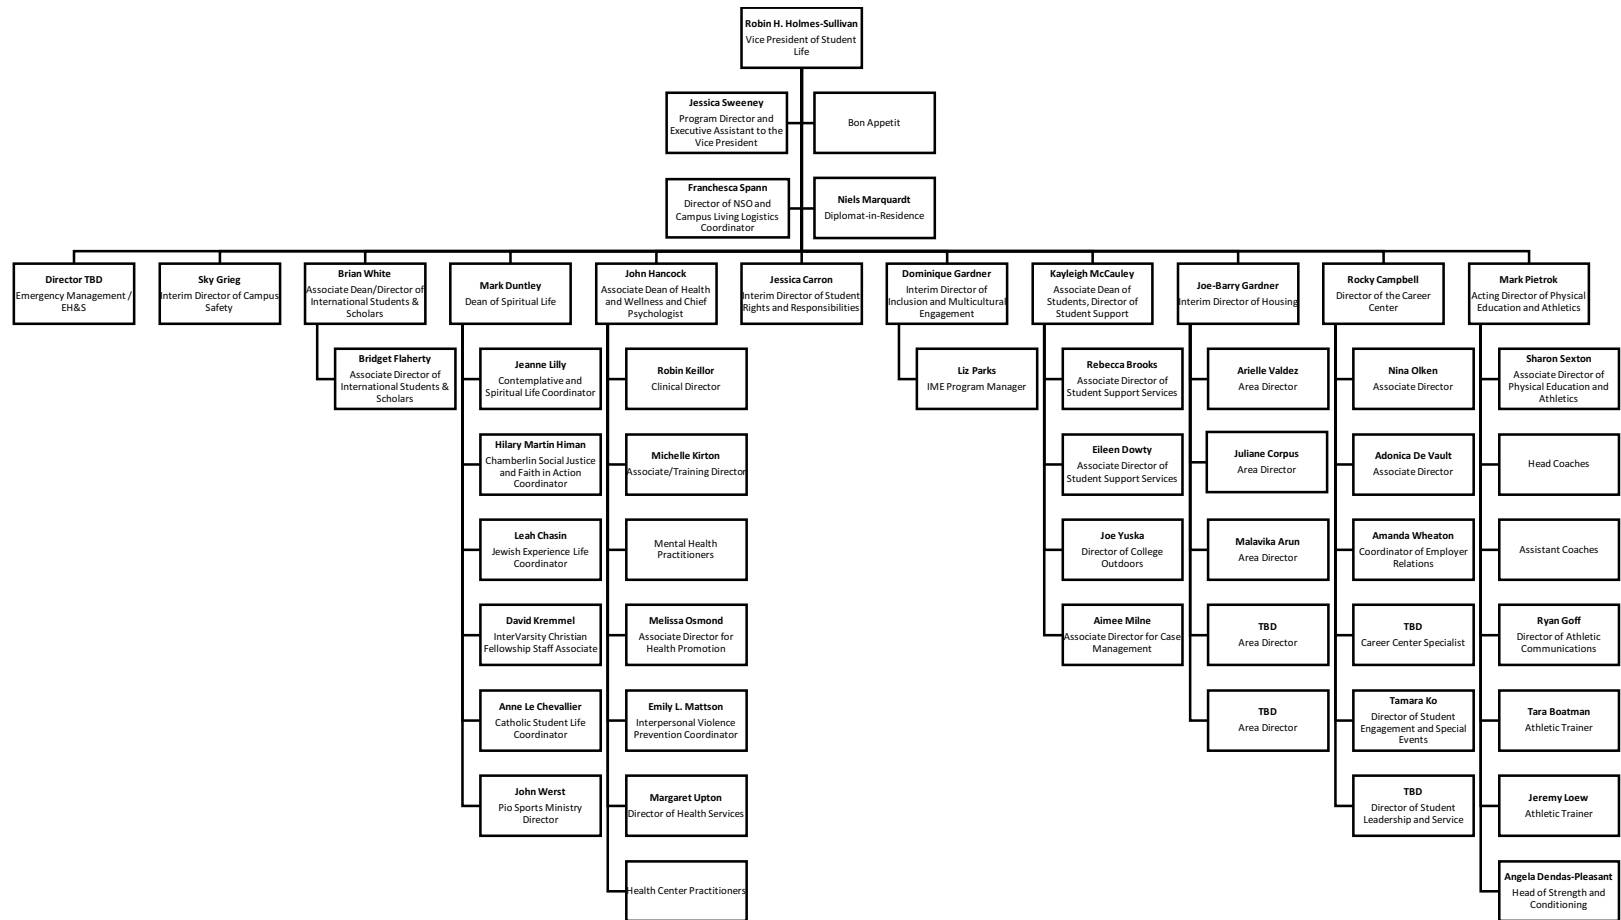 Robin H. Holmes-Sullivan
Vice President of Student
Life
Jessica Sweeney
Program Director and
Executive Assistant to the
Vice President
Bon Appetit
Franchesca Spann
Director of NSO and
Campus Living Logistics
Coordinator
Niels Marquardt
Diplomat-in-Residence
Director TBD
Emergency Management /
EH&S
Sky Grieg
Interim Director of Campus
Safety
Brian White
Associate Dean/Director of
International Students &
Scholars
Mark Duntley
Dean of Spiritual Life
John Hancock
Associate Dean of Health
and Wellness and Chief
Psychologist
Jessica Carron
Interim Director of Student
Rights and Responsibilities
Dominique Gardner
Interim Director of
Inclusion and Multicultural
Engagement
Kayleigh McCauley
Associate Dean of
Students, Director of
Student Support
Joe-Barry Gardner
Interim Director of Housing
Rocky Campbell
Director of the Career
Center
Mark Pietrok
Acting Director of Physical
Education and Athletics
Bridget Flaherty
Associate Director of
International Students &
Scholars
Jeanne Lilly
Contemplative and
Spiritual Life Coordinator
Hilary Martin Himan
Chamberlin Social Justice
and Faith in Action
Coordinator
Leah Chasin
Jewish Experience Life
Coordinator
David Kremmel
InterVarsity Christian
Fellowship Staff Associate
Anne Le Chevallier
Catholic Student Life
Coordinator
John Werst
Pio Sports Ministry
Director
Robin Keillor
Clinical Director
Michelle Kirton
Associate/Training Director
Mental Health
Practitioners
Melissa Osmond
Associate Director for
Health Promotion
Emily L. Mattson
Interpersonal Violence
Prevention Coordinator
Margaret Upton
Director of Health Services
Health Center Practitioners
Liz Parks
IME Program Manager
Rebecca Brooks
Associate Director of
Student Support Services
Eileen Dowty
Associate Director of
Student Support Services
Joe Yuska
Director of College
Outdoors
Aimee Milne
Associate Director for Case
Management
Arielle Valdez
Area Director
Juliane Corpus
Area Director
Malavika Arun
Area Director
TBD
Area Director
TBD
Area Director
Nina Olken
Associate Director
Adonica De Vault
Associate Director
Amanda Wheaton
Coordinator of Employer
Relations
TBD
Career Center Specialist
Tamara Ko
Director of Student
Engagement and Special
Events
TBD
Director of Student
Leadership and Service
Sharon Sexton
Associate Director of
Physical Education and
Athletics
Head Coaches
Assistant Coaches
Ryan Goff
Director of Athletic
Communications
Tara Boatman
Athletic Trainer
Jeremy Loew
Athletic Trainer
Angela Dendas-Pleasant
Head of Strength and
Conditioning